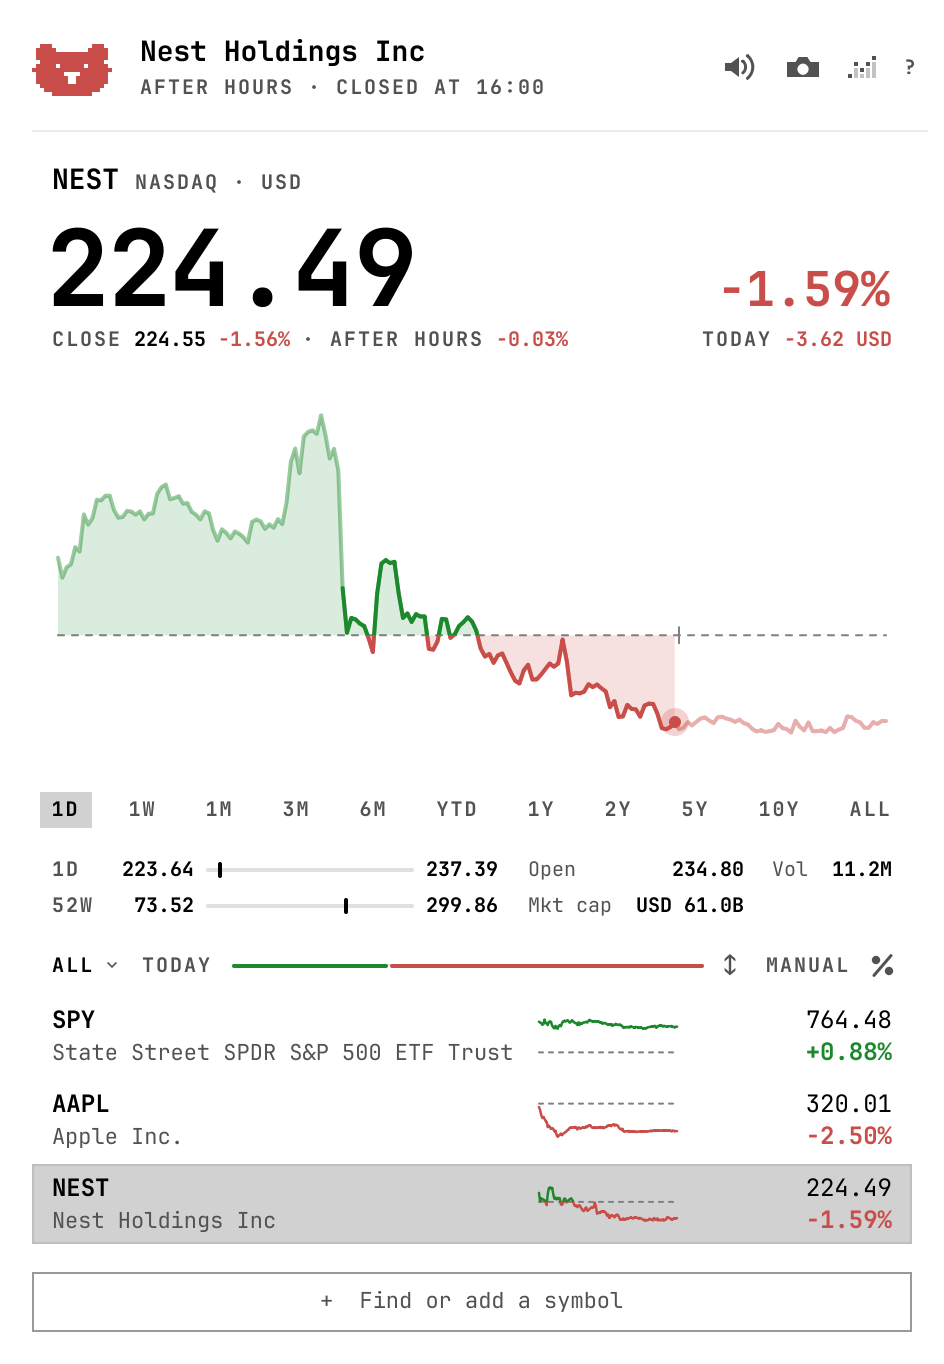 Nest Holdings Inc
AFTER HOURS · CLOSED AT 16:00
?
NEST NASDAQ · USD
224.49
-1.59%
CLOSE 224.55 -1.56% · AFTER HOURS -0.03%
TODAY -3.62 USD
1D 1W 1M 3M 6M YTD 1Y 2Y 5Y 10Y ALL
1D 223.64 237.39 Open 234.80 Vol 11.2M
52W 73.52 299.86 Mkt cap USD 61.0B
ALL TODAY MANUAL %
SPY 764.48
State Street SPDR S&P 500 ETF Trust +0.88%
AAPL 320.01
Apple Inc. -2.50%
NEST 224.49
Nest Holdings Inc -1.59%
+ Find or add a symbol